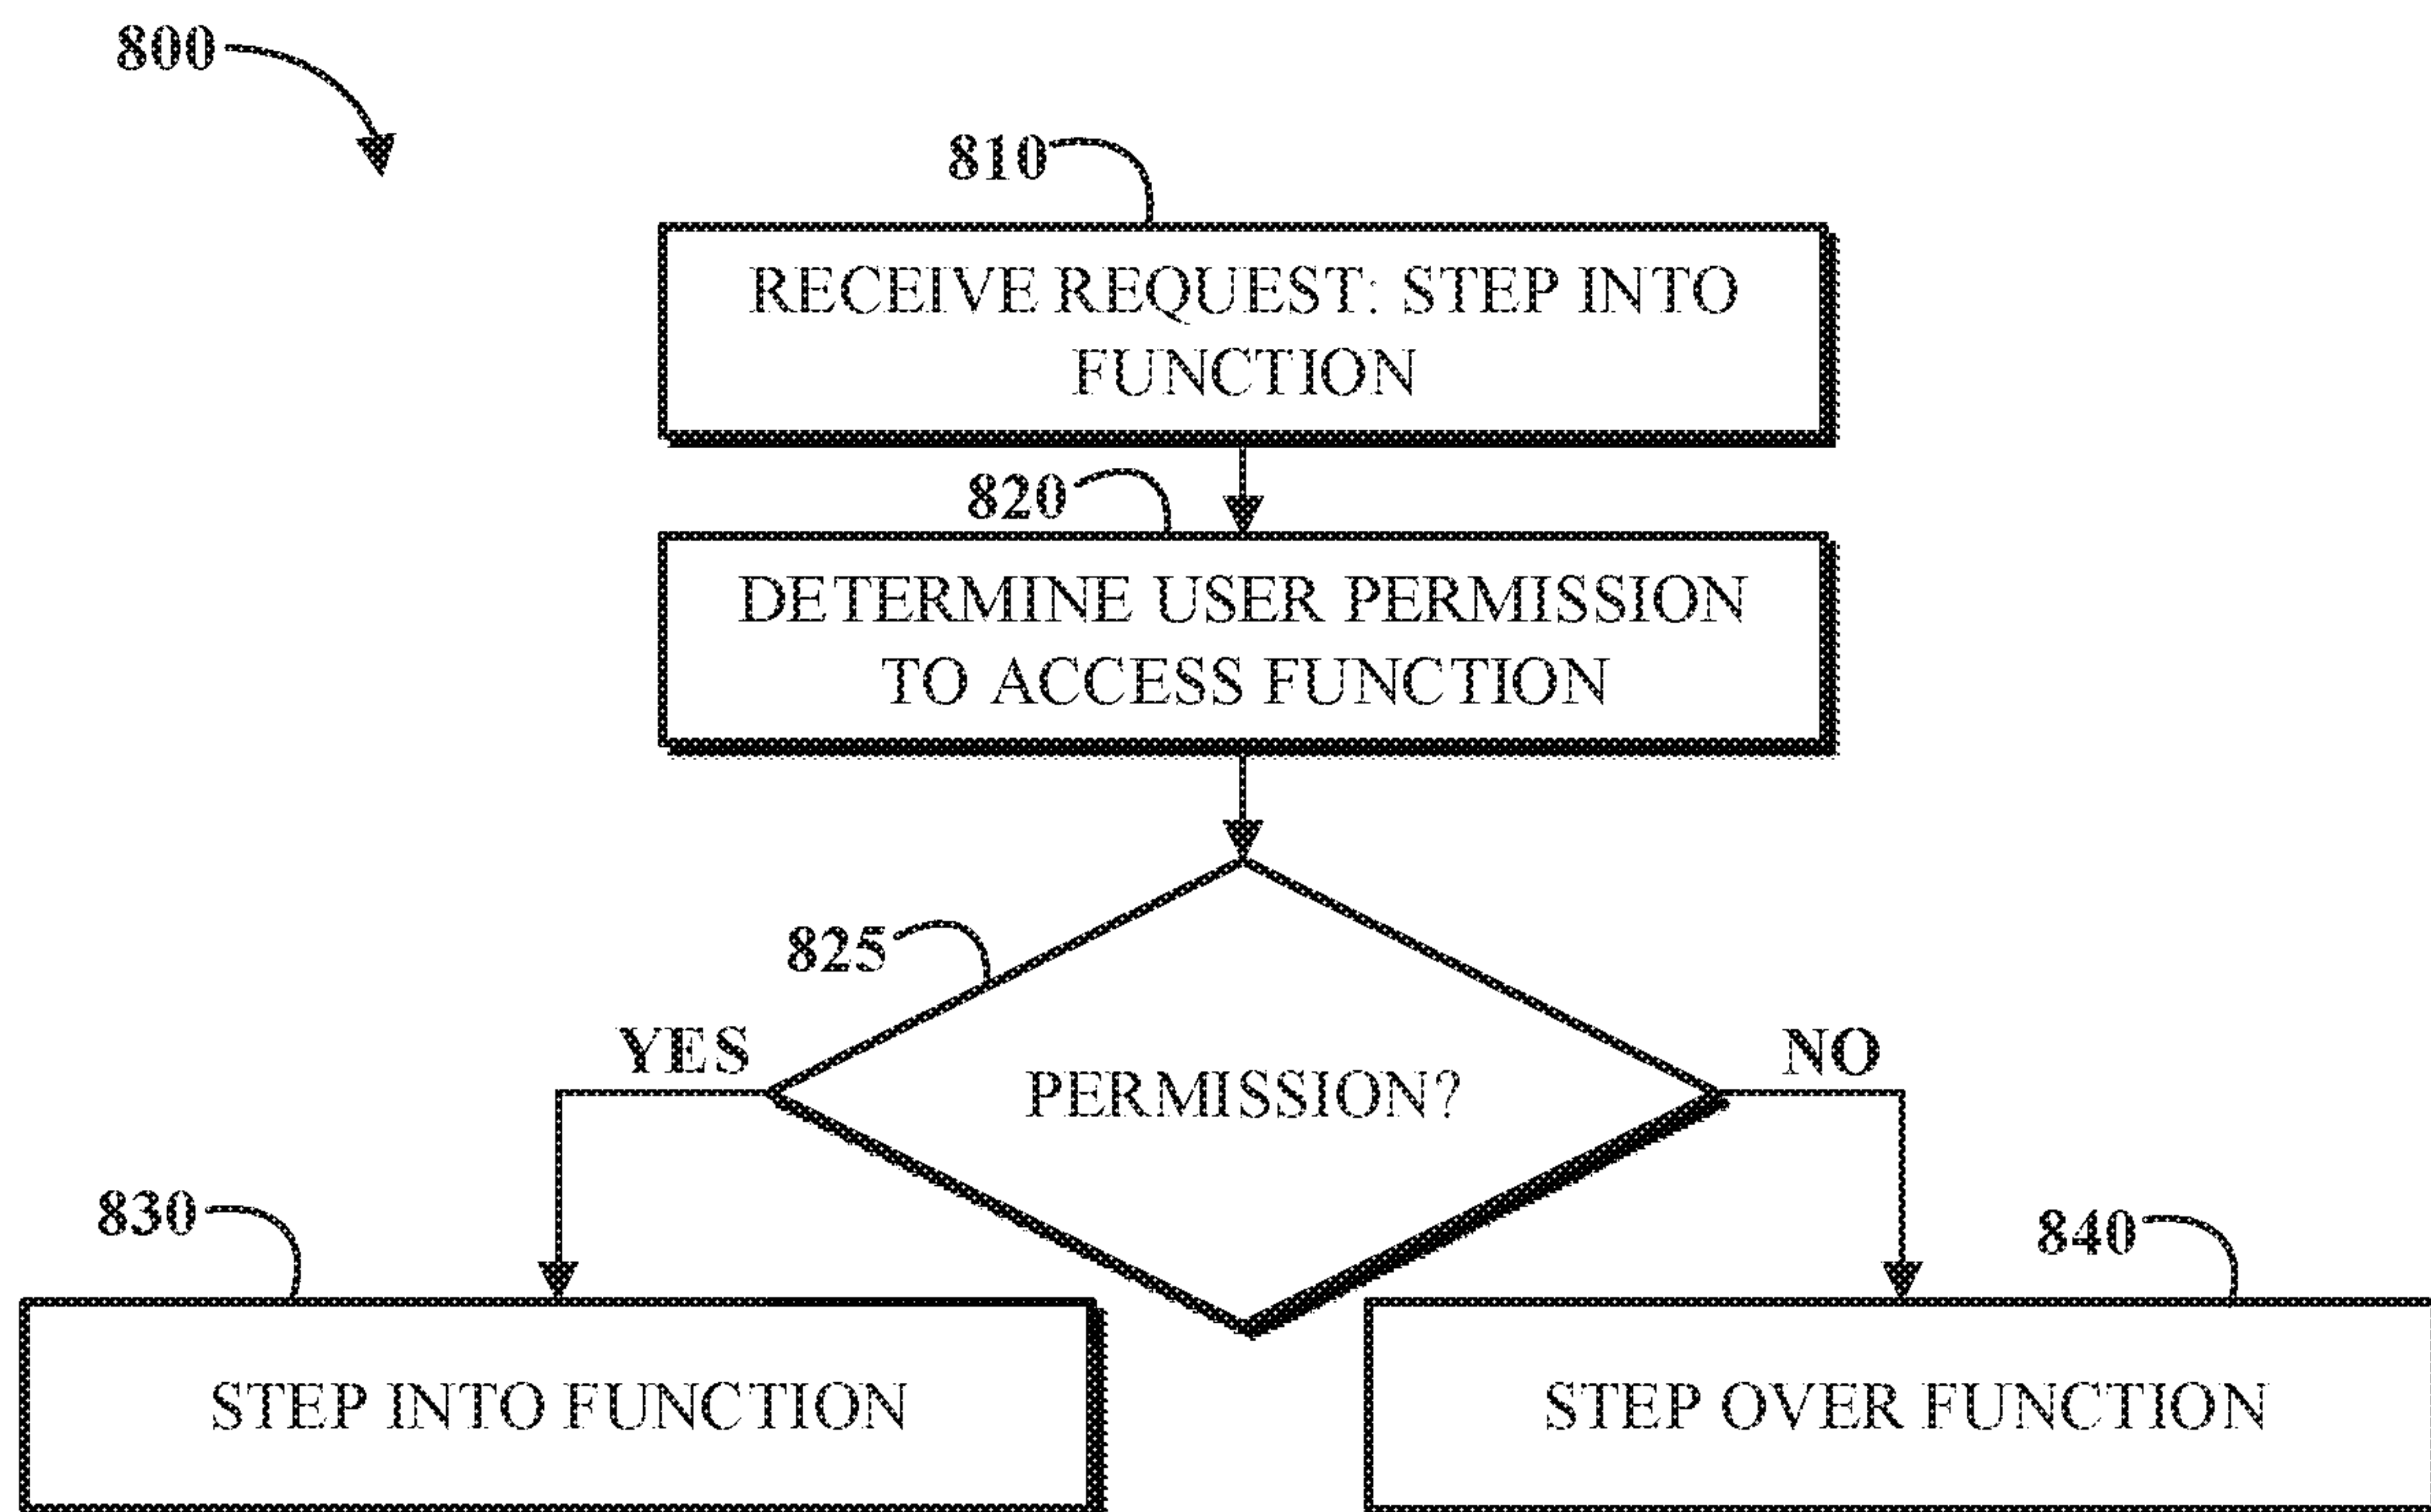 800
810
RECEIVE REQUEST: STEP INTO
FUNCTION
820
DETERMINE USER PERMISSION
TO ACCESS FUNCTION
825
YES
NO
PERMISSION?
830
840
STEP INTO FUNCTION
STEP OVER FUNCTION